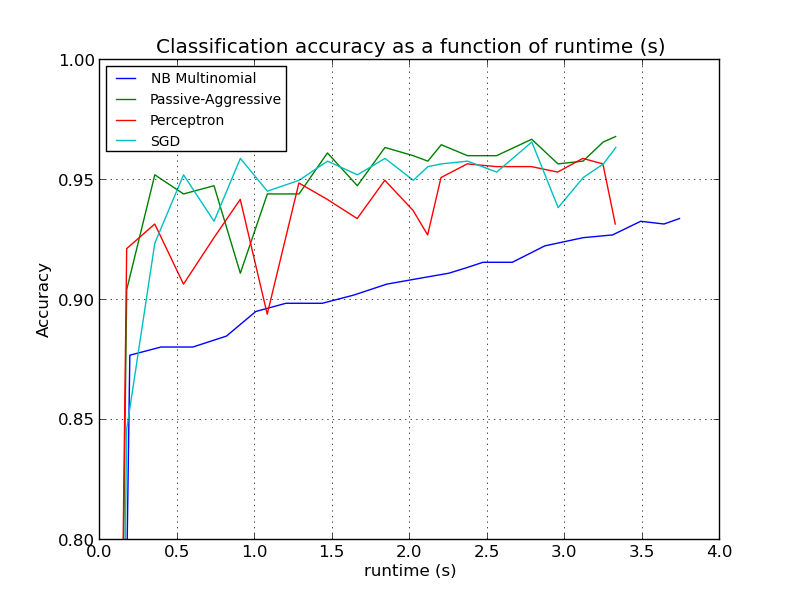 Classification accuracy as a function of runtime (s)
1.00
NB Multinomial
Passive-Aggressive
Perceptron
SGD
0.95
0.90
Accuracy
0.85
0.80
0.0 0.5 1.0 1.5 2.0 2.5 3.0 3.5 4.0
runtime (s)